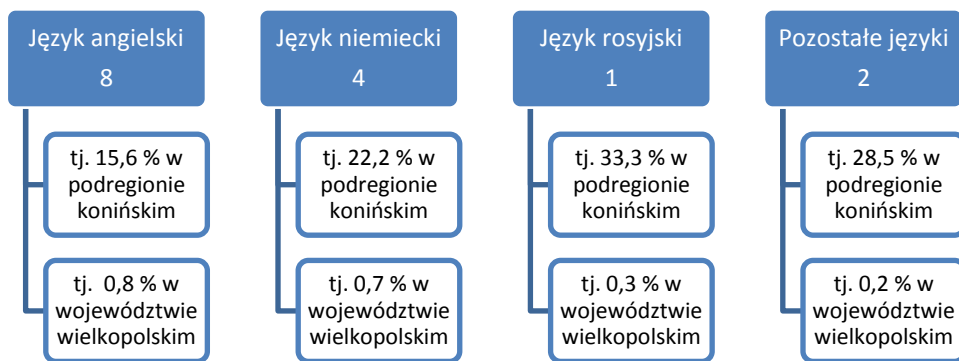 Język angielski
8
tj. 15,6 % w
podregionie
konińskim
tj. 0,8 % w
województwie
wielkopolskim
Język niemiecki
4
tj. 22,2 % w
podregionie
konińskim
tj. 0,7 % w
województwie
wielkopolskim
Język rosyjski
1
tj. 33,3 % w
podregionie
konińskim
tj. 0,3 % w
województwie
wielkopolskim
Pozostałe języki
2
tj. 28,5 % w
podregionie
konińskim
tj. 0,2 % w
województwie
wielkopolskim